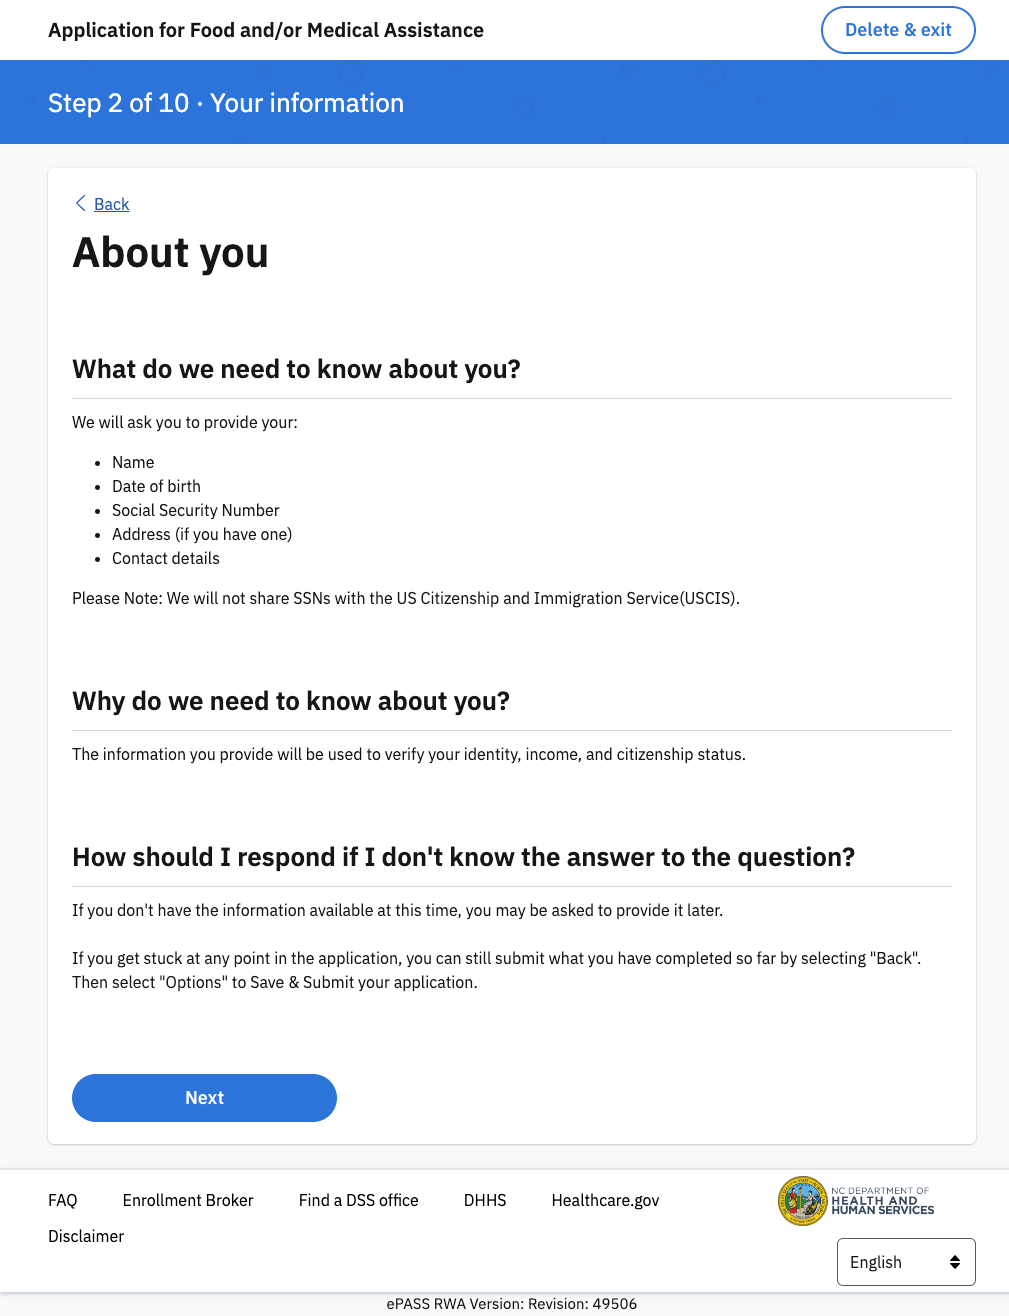 Application for Food and/or Medical Assistance
Delete & exit
Step 2 of 10 · Your information
Back
About you
What do we need to know about you?
We will ask you to provide your:
• Name
• Date of birth
• Social Security Number
• Address (if you have one)
• Contact details
Please Note: We will not share SSNs with the US Citizenship and Immigration Service(USCIS).
Why do we need to know about you?
The information you provide will be used to verify your identity, income, and citizenship status.
How should I respond if I don't know the answer to the question?
If you don't have the information available at this time, you may be asked to provide it later.
If you get stuck at any point in the application, you can still submit what you have completed so far by selecting "Back".
Then select "Options" to Save & Submit your application.
Next
FAQ
Enrollment Broker
Find a DSS office
DHHS
Healthcare.gov
Disclaimer
NC DEPARTMENT OF
HEALTH AND
HUMAN SERVICES
English
ePASS RWA Version: Revision: 49506